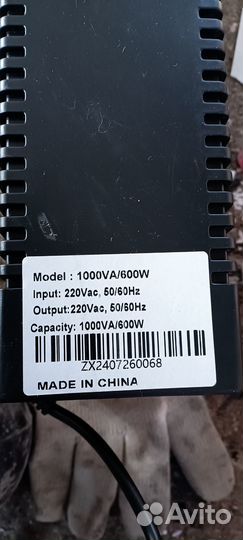 Model : 1000VA/600W
Input: 220Vac, 50/60Hz
Output:220Vac, 50/60Hz
Capacity: 1000VA/600W
ZX2407260068
MADE IN CHINA
Avito